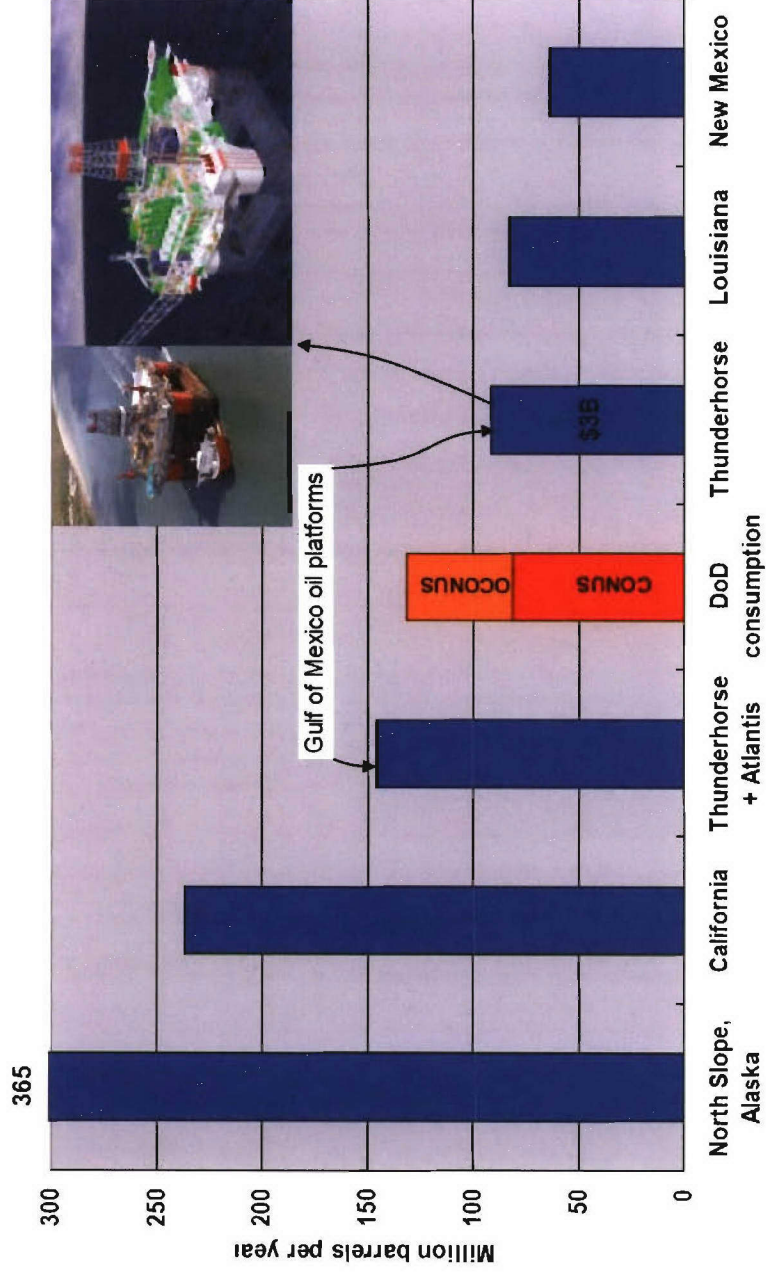 365
300
250
200
150
100
50
0
Million barrels per year
Gulf of Mexico oil platforms
OCONUS
CONUS
$3B
North Slope,
Alaska
California
Thunderhorse
+ Atlantis
DoD
consumption
Thunderhorse
Louisiana
New Mexico